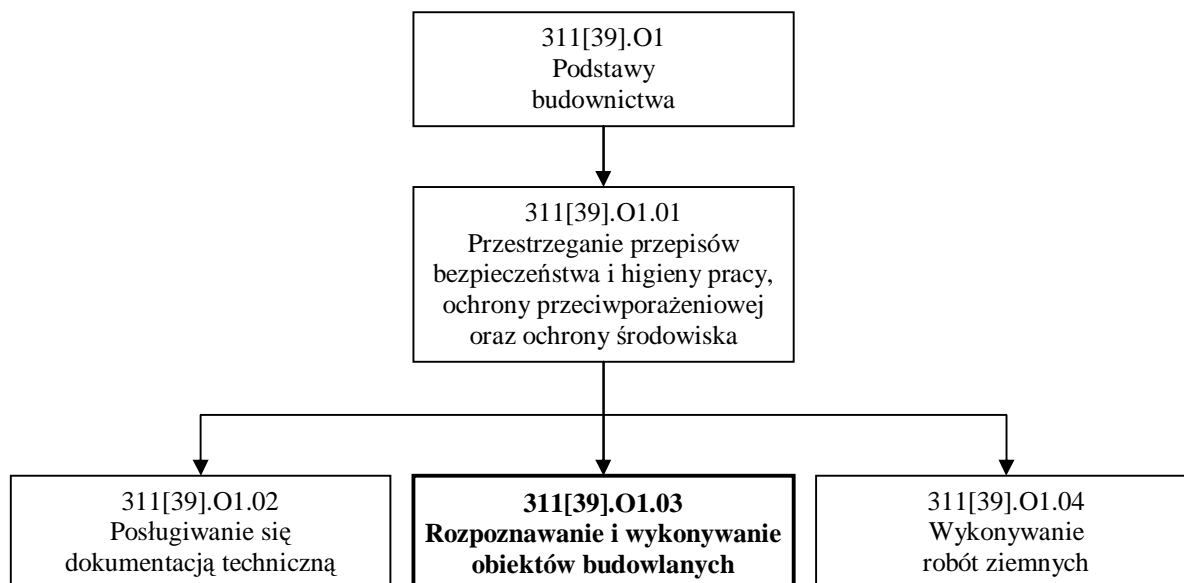 311[39].O1
Podstawy
budownictwa
311[39].O1.01
Przestrzeganie przepisów
bezpieczeństwa i higieny pracy,
ochrony przeciwporażeniowej
oraz ochrony środowiska
311[39].O1.02
Posługiwanie się
dokumentacją techniczną
311[39].O1.03
Rozpoznawanie i wykonywanie
obiektów budowlanych
311[39].O1.04
Wykonywanie
robót ziemnych